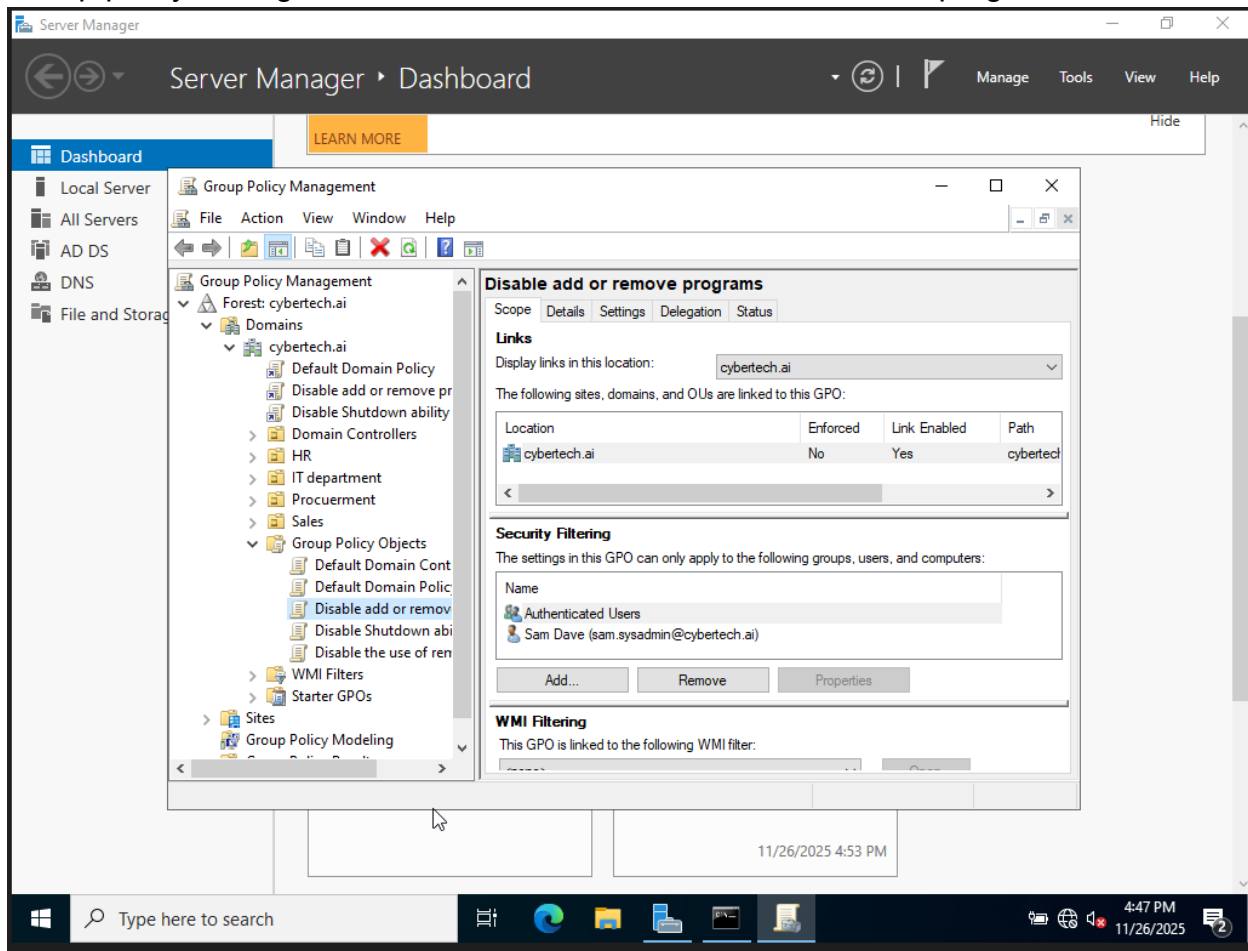 Server Manager
Server Manager • Dashboard
Manage Tools View Help
Hide
LEARN MORE
Dashboard
Local Server
All Servers
AD DS
DNS
File and Storag
Group Policy Management
File Action View Window Help
Group Policy Management
Forest: cybertech.ai
Domains
cybertech.ai
Default Domain Policy
Disable add or remove pr
Disable Shutdown ability
Domain Controllers
HR
IT department
Procuerment
Sales
Group Policy Objects
Default Domain Cont
Default Domain Polic
Disable add or remov
Disable Shutdown abi
Disable the use of rem
WMI Filters
Starter GPOs
Sites
Group Policy Modeling
Disable add or remove programs
Scope Details Settings Delegation Status
Links
Display links in this location: cybertech.ai
The following sites, domains, and OUs are linked to this GPO:
Location Enforced Link Enabled Path
cybertech.ai No Yes cybertech
Security Filtering
The settings in this GPO can only apply to the following groups, users, and computers:
Name
Authenticated Users
Sam Dave (sam.sysadmin@cybertech.ai)
Add... Remove Properties
WMI Filtering
This GPO is linked to the following WMI filter:
11/26/2025 4:53 PM
Type here to search
4:47 PM
11/26/2025
2